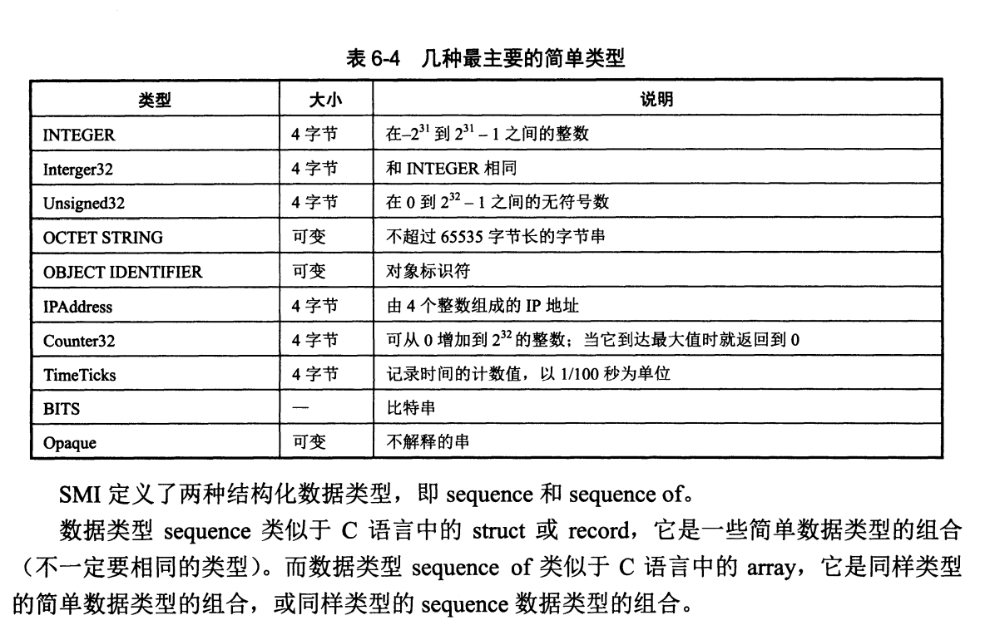 表 6-4 几种最主要的简单类型
类型 大小 说明
INTEGER 4 字节 在–2³¹ 到 2³¹ – 1 之间的整数
Interger32 4 字节 和 INTEGER 相同
Unsigned32 4 字节 在 0 到 2³² – 1 之间的无符号数
OCTET STRING 可变 不超过 65535 字节长的字节串
OBJECT IDENTIFIER 可变 对象标识符
IPAddress 4 字节 由 4 个整数组成的 IP 地址
Counter32 4 字节 可从 0 增加到 2³² 的整数；当它到达最大值时就返回到 0
TimeTicks 4 字节 记录时间的计数值，以 1/100 秒为单位
BITS — 比特串
Opaque 可变 不解释的串
SMI 定义了两种结构化数据类型，即 sequence 和 sequence of。
数据类型 sequence 类似于 C 语言中的 struct 或 record，它是一些简单数据类型的组合
（不一定要相同的类型）。而数据类型 sequence of 类似于 C 语言中的 array，它是同样类型
的简单数据类型的组合，或同样类型的 sequence 数据类型的组合。